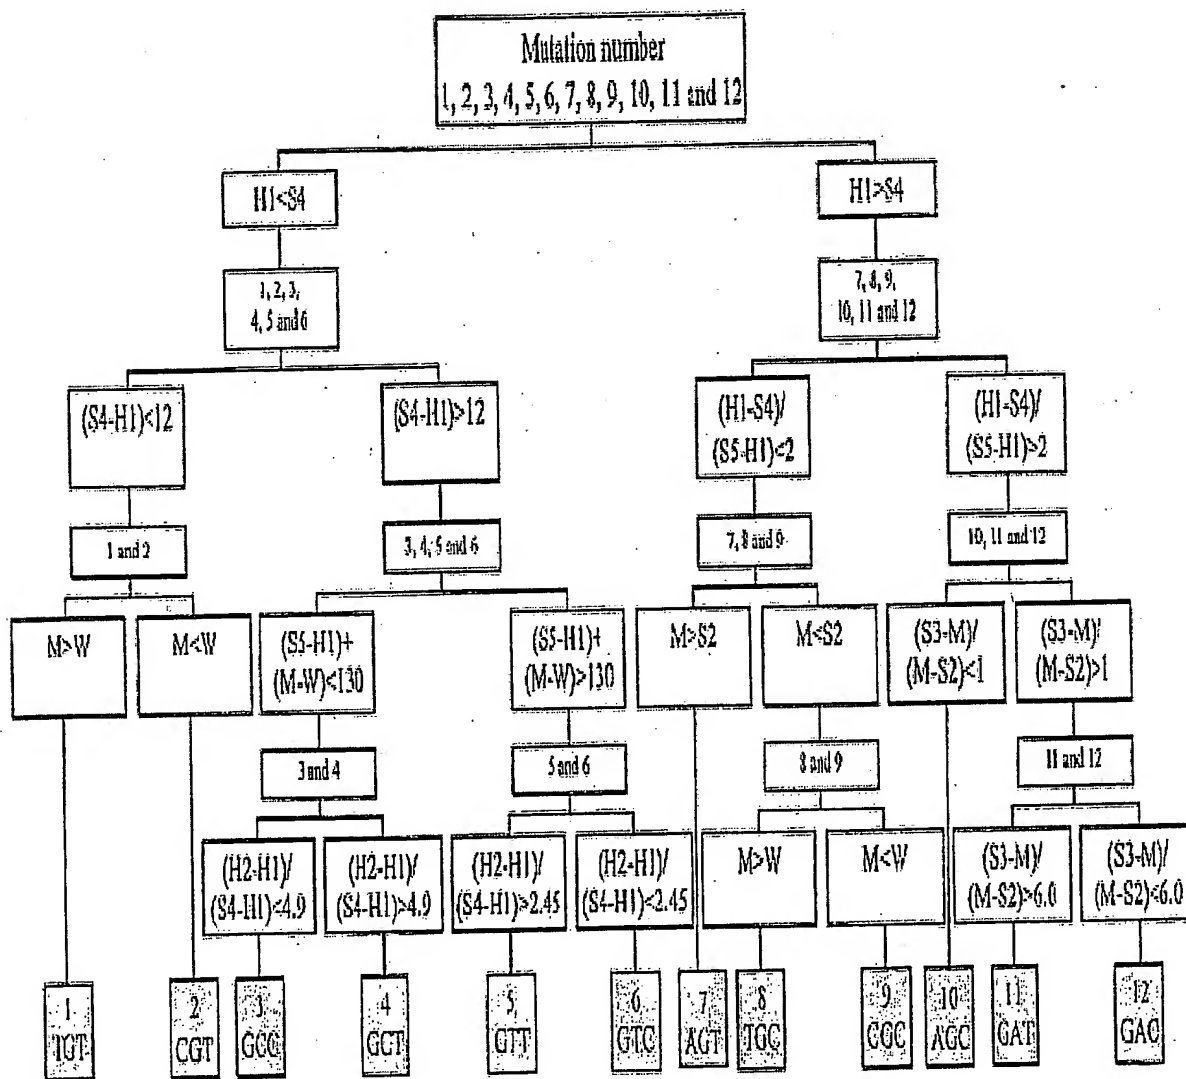 Mutation number
1, 2, 3, 4, 5, 6, 7, 8, 9, 10, 11 and 12
H1<S4
H1>S4
1, 2, 3,
4, 5 and 6
7, 8, 9,
10, 11 and 12
(S4-H1)<12
(S4-H1)>12
(H1-S4)/
(S5-H1)<2
(H1-S4)/
(S5-H1)>2
1 and 2
3, 4, 5 and 6
7, 8 and 9
10, 11 and 12
M>W
M<W
(S5-H1)+
(M-W)<130
(S5-H1)+
(M-W)>130
M>S2
M<S2
(S3-M)/
(M-S2)<1
(S3-M)/
(M-S2)>1
3 and 4
5 and 6
8 and 9
11 and 12
(H2-H1)/
(S4-H1)<4.9
(H2-H1)/
(S4-H1)>4.9
(H2-H1)/
(S4-H1)>2.45
(H2-H1)/
(S4-H1)<2.45
M>W
M<W
(S3-M)/
(M-S2)>6.0
(S3-M)/
(M-S2)<6.0
1
TGT
2
CGT
3
GCC
4
GCT
5
GTT
6
GTC
7
AGT
8
TGC
9
CGC
10
AGC
11
GAT
12
GAC